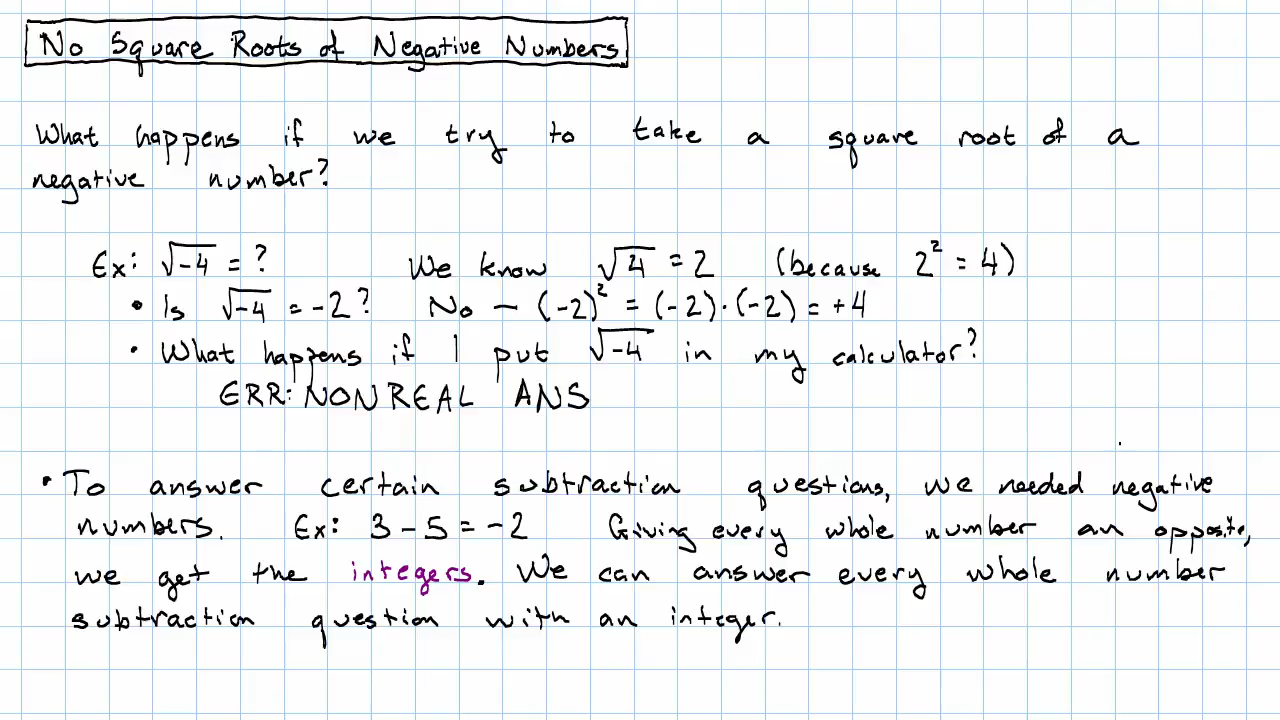 No Square Roots of Negative Numbers
What happens if we try to take a square root of a
negative number?
Ex: √-4 = ? We know √4 = 2 (because 2² = 4)
• Is √-4 = -2? No – (-2)² = (-2)·(-2) = +4
• What happens if I put √-4 in my calculator?
ERR: NONREAL ANS
• To answer certain subtraction questions, we needed negative
numbers. Ex: 3 - 5 = -2 Giving every whole number an opposite,
we get the integers. We can answer every whole number
subtraction question with an integer.